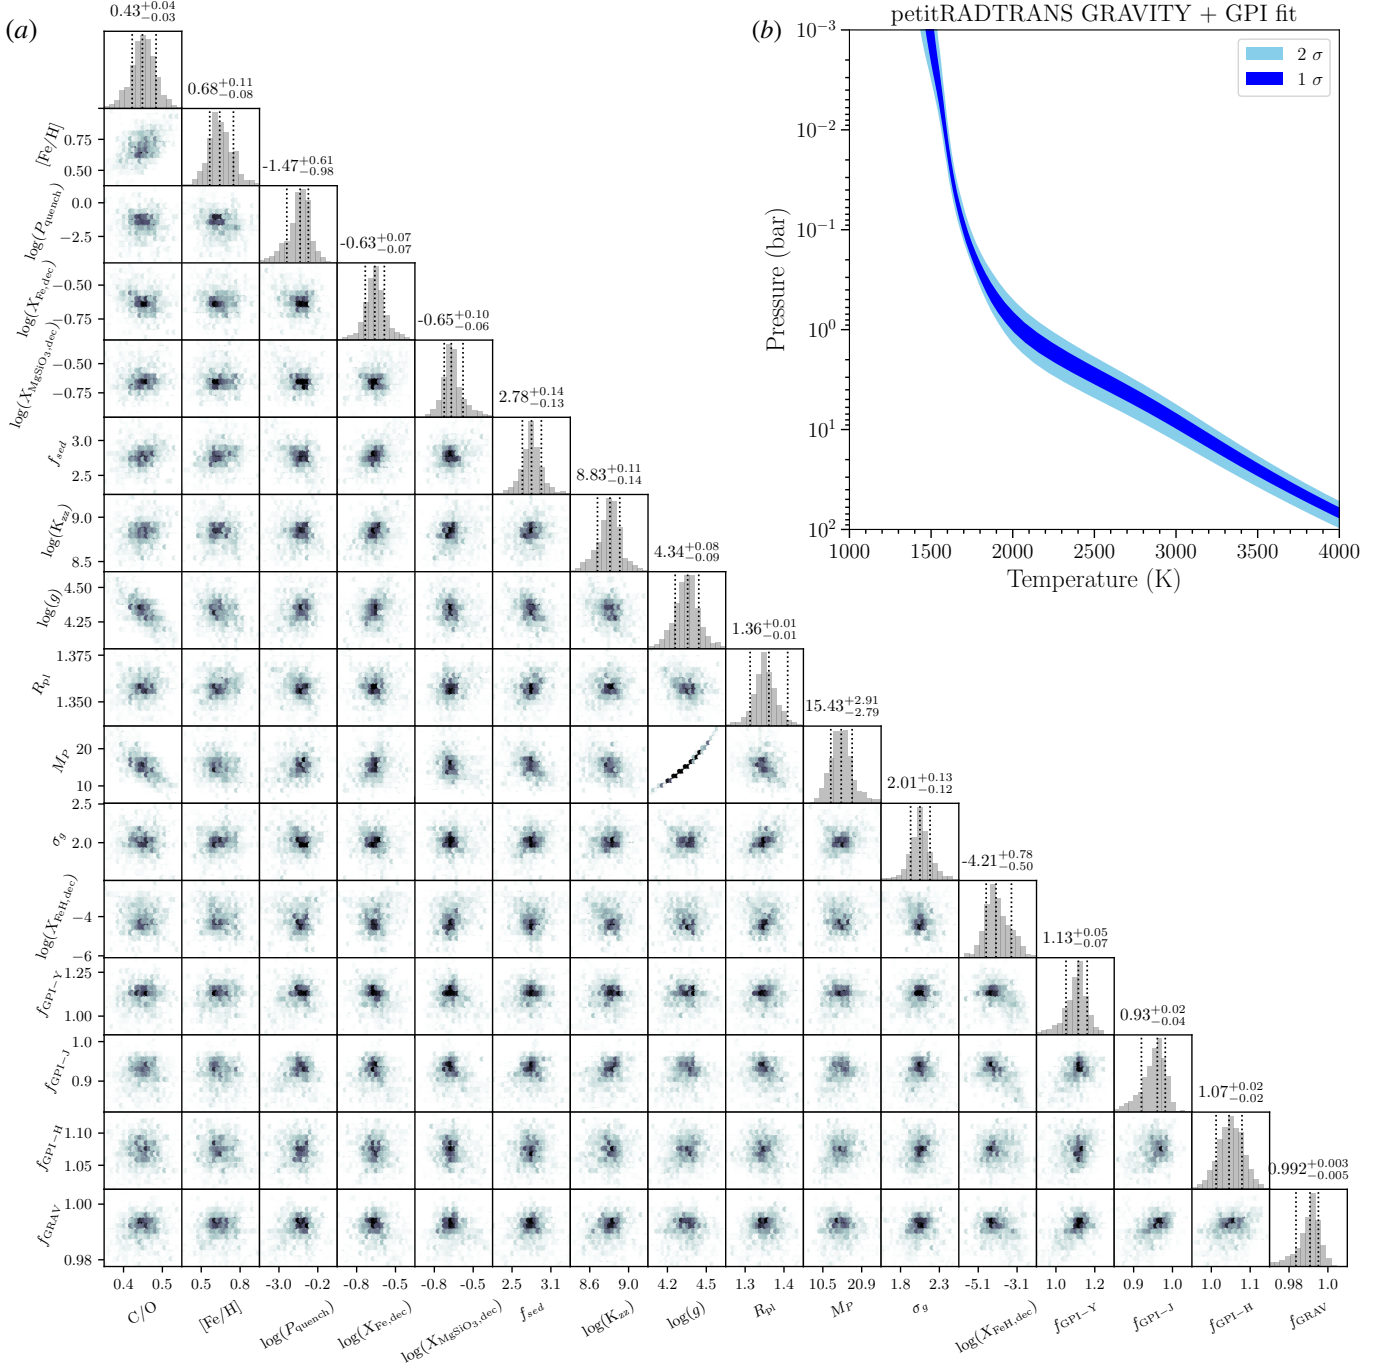 (a)
0.43+0.04−0.03
0.68+0.11−0.08
-1.47+0.61−0.98
-0.63+0.07−0.07
-0.65+0.10−0.06
2.78+0.14−0.13
8.83+0.11−0.14
4.34+0.08−0.09
1.36+0.01−0.01
15.43+2.91−2.79
2.01+0.13−0.12
-4.21+0.78−0.50
1.13+0.05−0.07
0.93+0.02−0.04
1.07+0.02−0.02
0.992+0.003−0.005
[Fe/H] 0.75 0.50
log(Pquench) 0.0 −2.5
log(XFe,dec) −0.50 −0.75
log(XMgSiO3,dec) −0.50 −0.75
fsed 3.0 2.5
log(Kzz) 9.0 8.5
log(g) 4.50 4.25
Rpl 1.375 1.350
MP 20 10
σg 2.5 2.0
log(XFeH,dec) −4 −6
fGPI−Y 1.25 1.00
fGPI−J 1.0 0.9
fGPI−H 1.10 1.05
fGRAV 1.00 0.98
0.4 0.5 0.5 0.8 -3.0 -0.2 -0.8 -0.5 -0.8 -0.5 2.5 3.1 8.6 9.0 4.2 4.5 1.3 1.4 10.5 20.9 1.8 2.3 -5.1 -3.1 1.0 1.2 0.9 1.0 1.0 1.1 0.98 1.0
C/O [Fe/H] log(Pquench) log(XFe,dec) log(XMgSiO3,dec) fsed log(Kzz) log(g) Rpl MP σg log(XFeH,dec) fGPI−Y fGPI−J fGPI−H fGRAV
(b)
petitRADTRANS GRAVITY + GPI fit
2 σ
1 σ
Pressure (bar)
10−3
10−2
10−1
100
101
102
1000 1500 2000 2500 3000 3500 4000
Temperature (K)